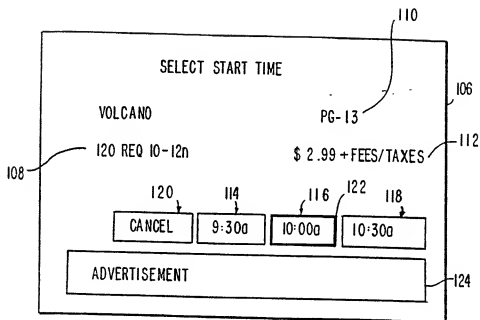 110
SELECT START TIME
106
VOLCANO PG-13
112
108 120 REQ 10-12n $ 2.99 + FEES/TAXES
120 114 116 122 118
CANCEL 9:30a 10:00a 10:30a
ADVERTISEMENT 124